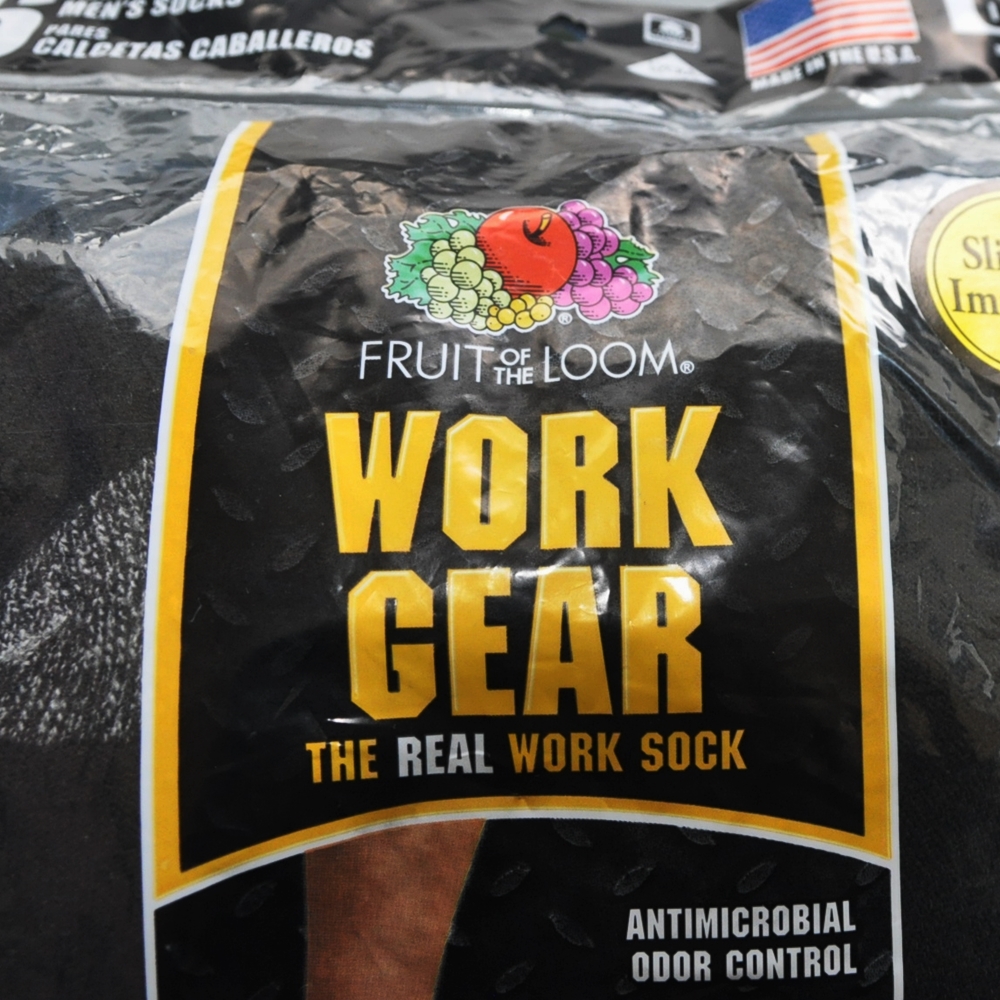 MEN'S SOCKS
PARES
CALCETAS CABALLEROS
MADE IN THE U.S.A.
FRUIT OF THE LOOM®
WORK
GEAR
THE REAL WORK SOCK
ANTIMICROBIAL
ODOR CONTROL